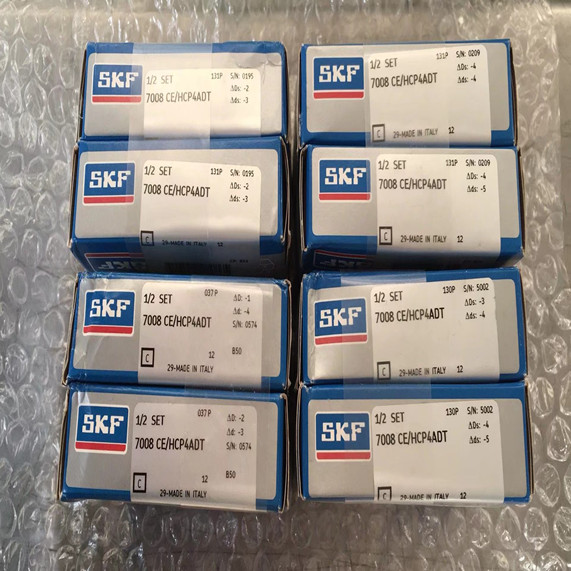 SKF
1/2 SET 131P S/N: 0195
7008 CE/HCP4ADT ΔDs: -2
Δds: -3
SKF
1/2 SET 131P S/N: 0209
7008 CE/HCP4ADT ΔDs: -4
Δds: -4
C 29-MADE IN ITALY 12
SKF
1/2 SET 131P S/N: 0195
7008 CE/HCP4ADT ΔDs: -2
Δds: -3
C 29-MADE IN ITALY 12
SKF
SKF
1/2 SET 131P S/N: 0209
7008 CE/HCP4ADT ΔDs: -4
Δds: -5
C 29-MADE IN ITALY 12
SKF
SKF
1/2 SET 037P ΔD: -1
7008 CE/HCP4ADT Δd: -4
S/N: 0574
C 12 B50
29-MADE IN ITALY
SKF
1/2 SET 130P S/N: 5002
7008 CE/HCP4ADT ΔDs: -3
Δds: -4
C 29-MADE IN ITALY 12
SKF
1/2 SET 037P ΔD: -2
7008 CE/HCP4ADT Δd: -3
S/N: 0574
C 12 B50
29-MADE IN ITALY
SKF
1/2 SET 130P S/N: 5002
7008 CE/HCP4ADT ΔDs: -4
Δds: -5
C 29-MADE IN ITALY 12